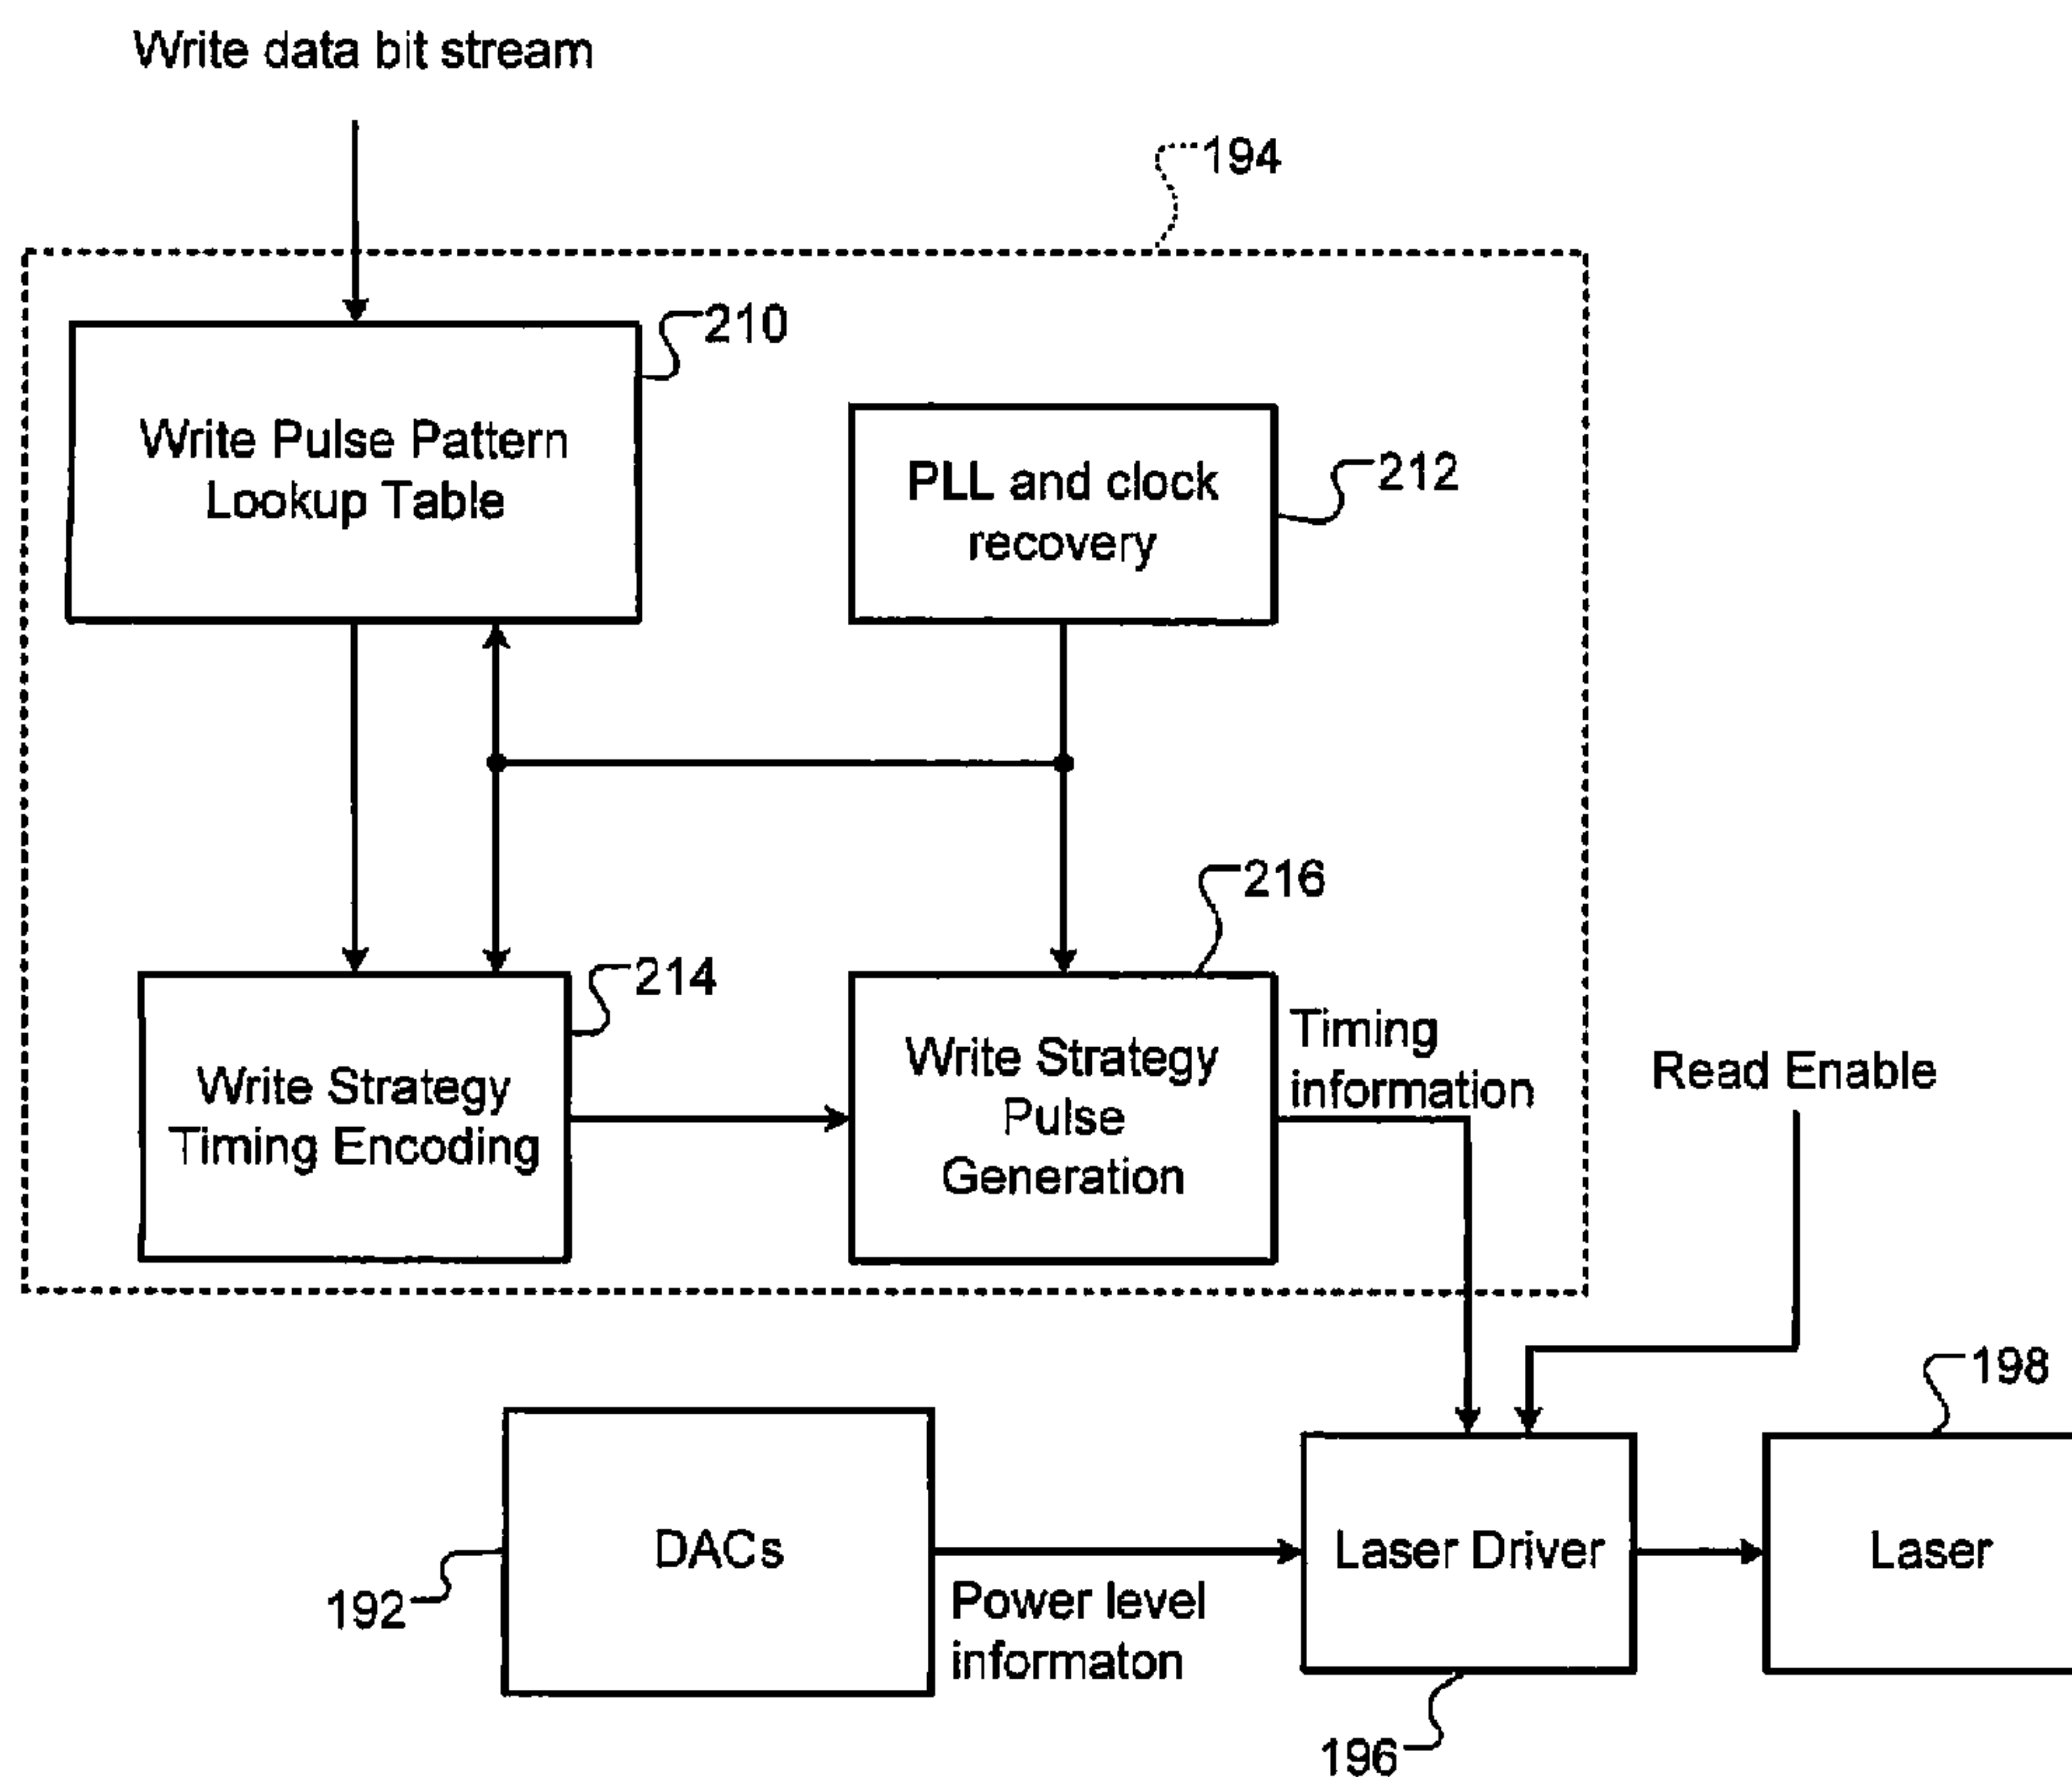 Write data bit stream
194
210
Write Pulse Pattern
Lookup Table
PLL and clock
recovery
212
216
214
Write Strategy
Timing Encoding
Write Strategy
Pulse
Generation
Timing
information
Read Enable
198
DACs
192
Power level
informaton
Laser Driver
Laser
196